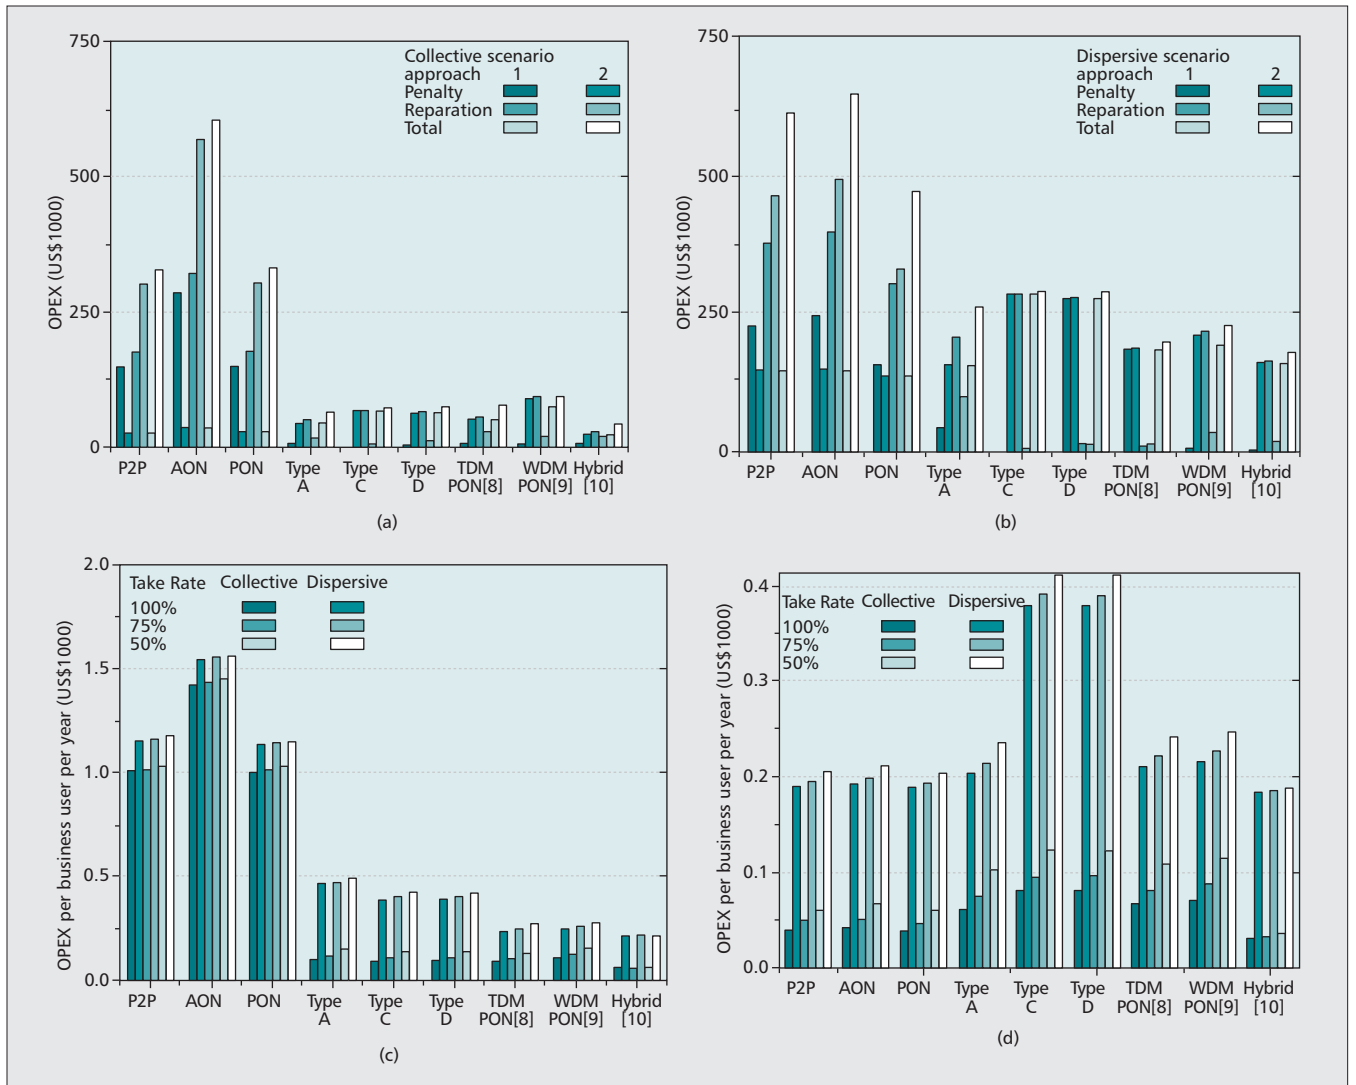 750
500
250
0
OPEX (US$1000)
Collective scenario
approach 1 2
Penalty
Reparation
Total
P2P AON PON Type A Type C Type D TDM PON[8] WDM PON[9] Hybrid [10]
(a)
750
500
250
0
OPEX (US$1000)
Dispersive scenario
approach 1 2
Penalty
Reparation
Total
P2P AON PON Type A Type C Type D TDM PON[8] WDM PON[9] Hybrid [10]
(b)
2.0
1.5
1.0
0.5
0.0
OPEX per business user per year (US$1000)
Take Rate Collective Dispersive
100%
75%
50%
P2P AON PON Type A Type C Type D TDM PON[8] WDM PON[9] Hybrid [10]
(c)
0.4
0.3
0.2
0.1
0.0
OPEX per business user per year (US$1000)
Take Rate Collective Dispersive
100%
75%
50%
P2P AON PON Type A Type C Type D TDM PON[8] WDM PON[9] Hybrid [10]
(d)